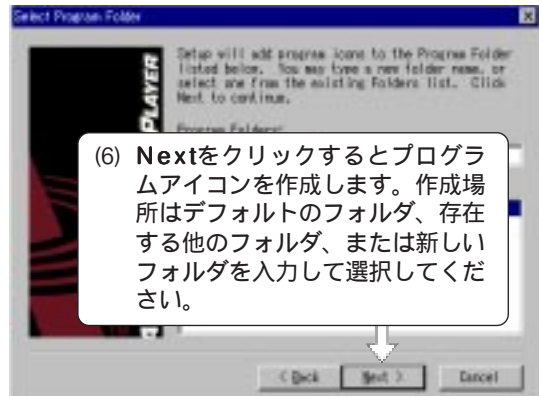 Select Program Folder
PLAYER
Setup will add program icons to the Program Folder
listed below. You may type a new folder name, or
select one from the existing Folders list. Click
Next to continue.
Program Folders:
(6) Nextをクリックするとプログラ
ムアイコンを作成します。作成場
所はデフォルトのフォルダ、存在
する他のフォルダ、または新しい
フォルダを入力して選択してくだ
さい。
< Back
Next >
Cancel